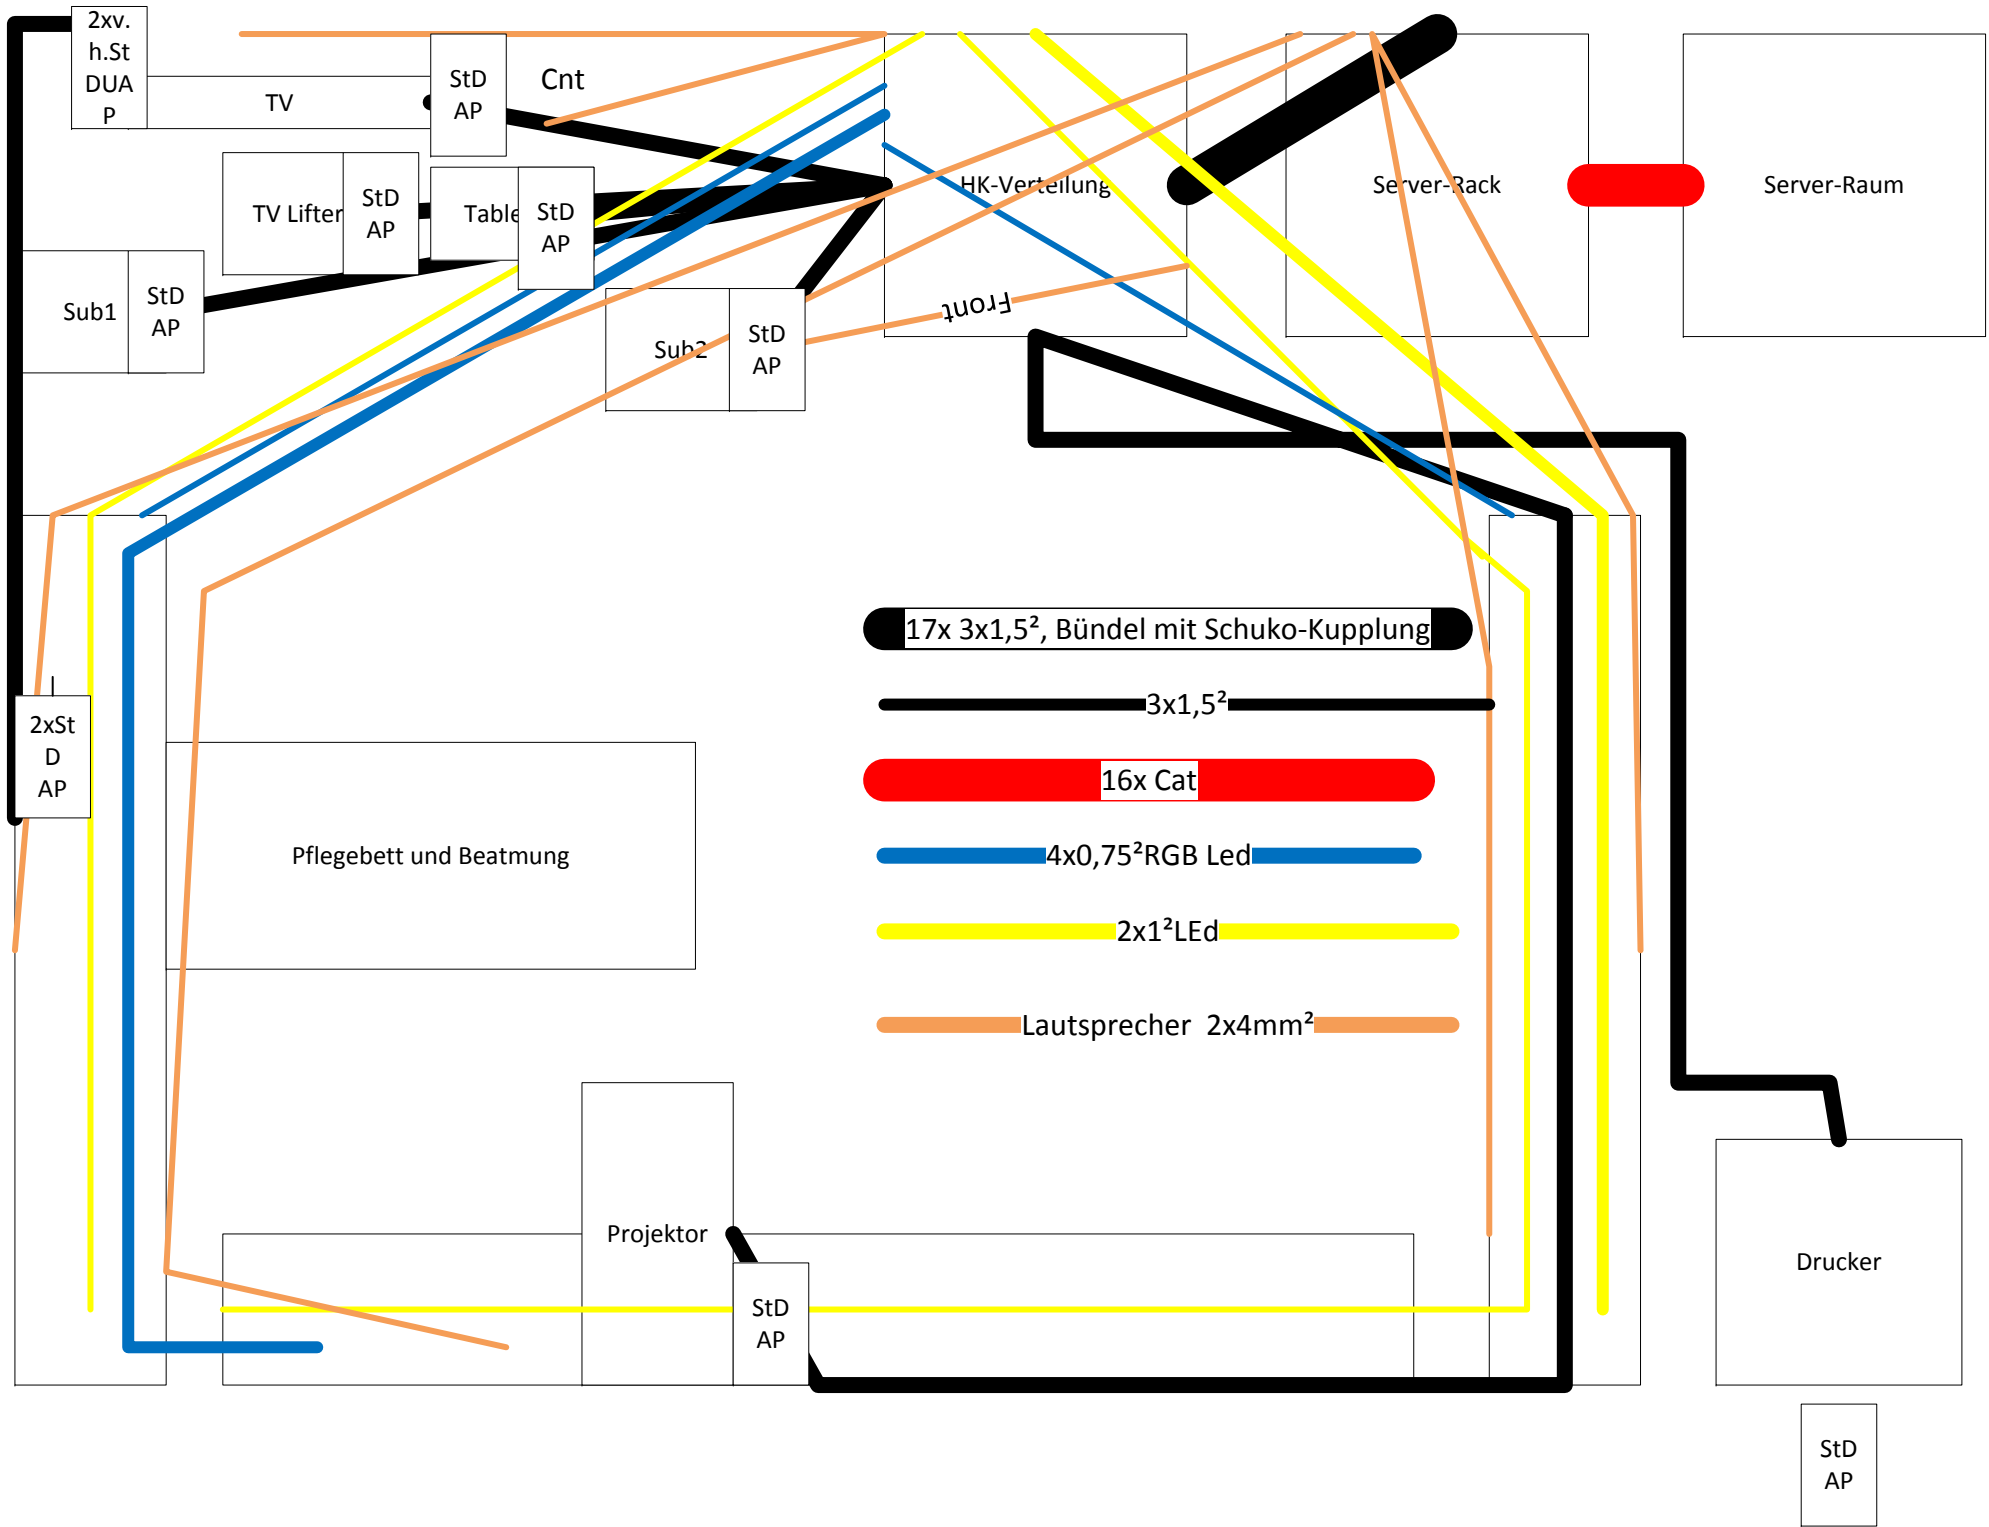 2xv.
h.St
DUA
P
TV
StD
AP
Cnt
TV Lifter
StD
AP
Table
StD
AP
HK-Verteilung
Server-Rack
Server-Raum
Sub1
StD
AP
Sub2
StD
AP
Front
17x 3x1,5², Bündel mit Schuko-Kupplung
3x1,5²
2xSt
D
AP
16x Cat
Pflegebett und Beatmung
4x0,75²RGB Led
2x1²LEd
Lautsprecher 2x4mm²
Projektor
StD
AP
Drucker
StD
AP